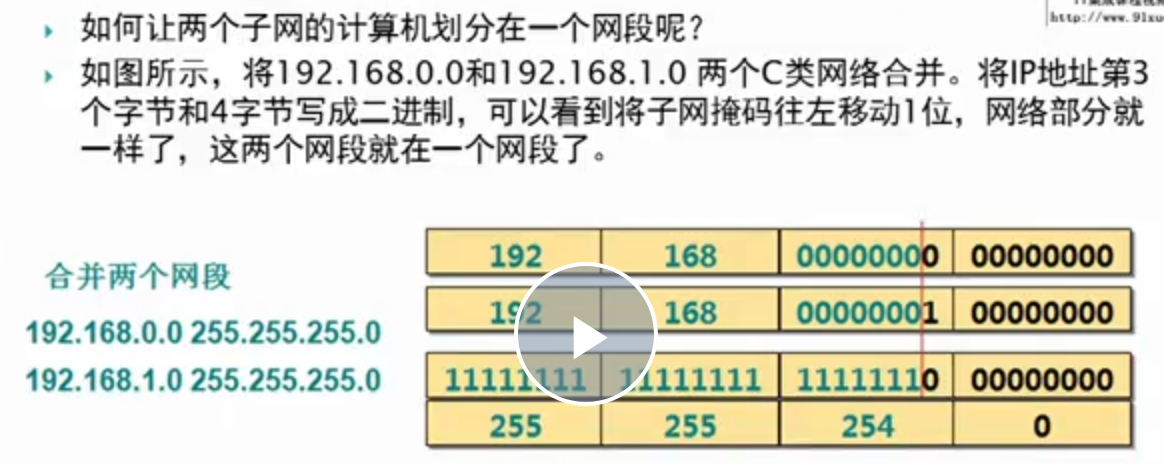 http://www.91xu
如何让两个子网的计算机划分在一个网段呢？
如图所示，将192.168.0.0和192.168.1.0 两个C类网络合并。将IP地址第3
个字节和4字节写成二进制，可以看到将子网掩码往左移动1位，网络部分就
一样了，这两个网段就在一个网段了。
192 168 00000000 00000000
合并两个网段
192 168 00000001 00000000
192.168.0.0 255.255.255.0
192.168.1.0 255.255.255.0
11111111 11111111 11111110 00000000
255 255 254 0